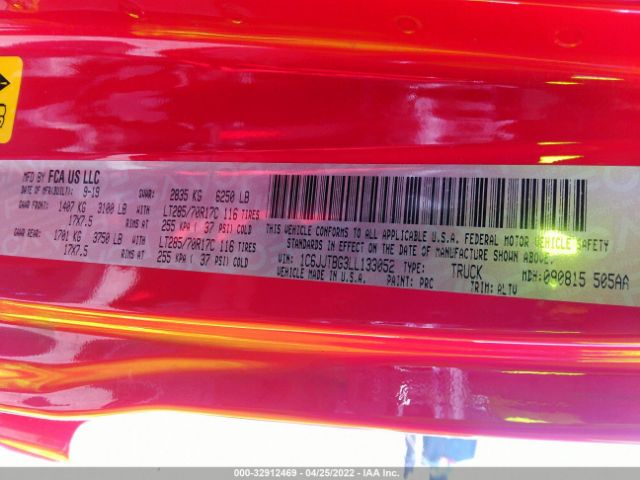 MFD BY FCA US LLC
DATE OF MFR(BUILT): 9-19 GVWR: 2835 KG 6250 LB
GAWR FRONT: 1407 KG 3100 LB WITH LT285/70R17C 116 TIRES
17X7.5 RIMS AT 255 KPA ( 37 PSI) COLD
GAWR REAR: 1701 KG 3750 LB WITH LT285/70R17C 116 TIRES
17X7.5 RIMS AT 255 KPA ( 37 PSI) COLD
THIS VEHICLE CONFORMS TO ALL APPLICABLE U.S.A. FEDERAL MOTOR VEHICLE SAFETY
STANDARDS IN EFFECT ON THE DATE OF MANUFACTURE SHOWN ABOVE.
VIN: 1C6JJTBG3LL133052 TYPE: TRUCK MDH: 090815 505AA
MADE IN U.S.A. PAINT: PRC TRIM: ALTV
000-32912469 - 04/25/2022 - IAA Inc.